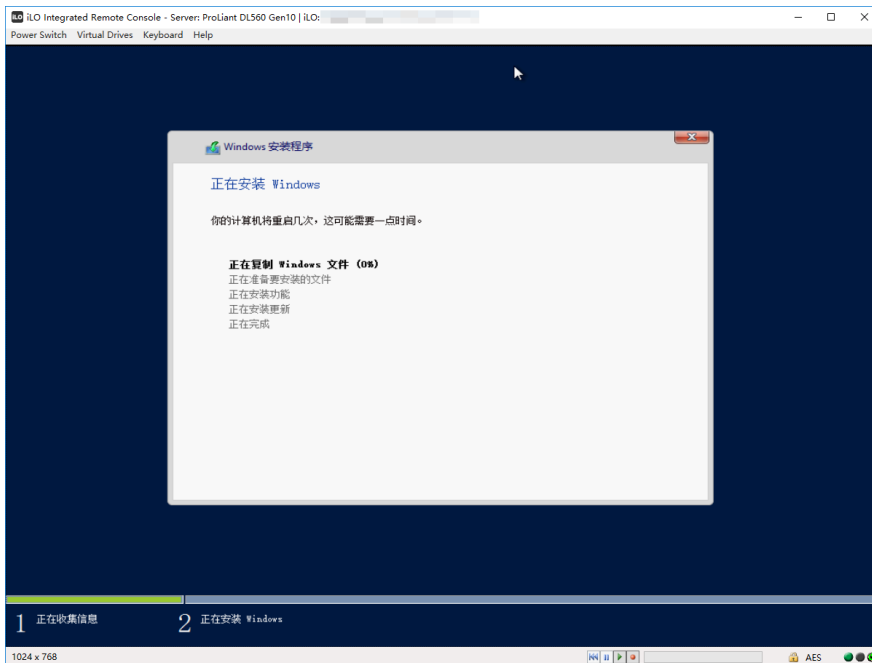 iLO iLO Integrated Remote Console - Server: ProLiant DL560 Gen10 | iLO:
Power Switch Virtual Drives Keyboard Help
Windows 安装程序
正在安装 Windows
你的计算机将重启几次，这可能需要一点时间。
正在复制 Windows 文件 (0%)
正在准备要安装的文件
正在安装功能
正在安装更新
正在完成
1 正在收集信息 2 正在安装 Windows
1024 x 768 AES